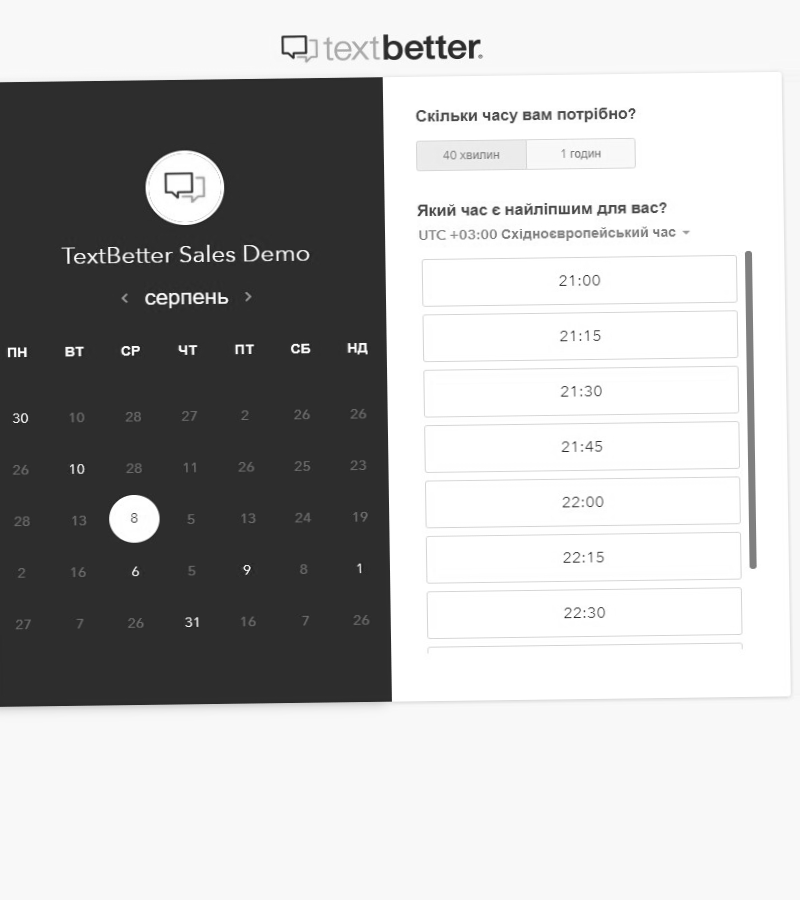 textbetter.
TextBetter Sales Demo
серпень
ПН ВТ СР ЧТ ПТ СБ НД
30 10 28 27 2 26 26
26 10 28 11 26 25 23
28 13 8 5 13 24 19
2 16 6 5 9 8 1
27 7 26 31 16 7 26
Скільки часу вам потрібно?
40 хвилин 1 годин
Який час є найліпшим для вас?
UTC +03:00 Східноєвропейський час
21:00
21:15
21:30
21:45
22:00
22:15
22:30